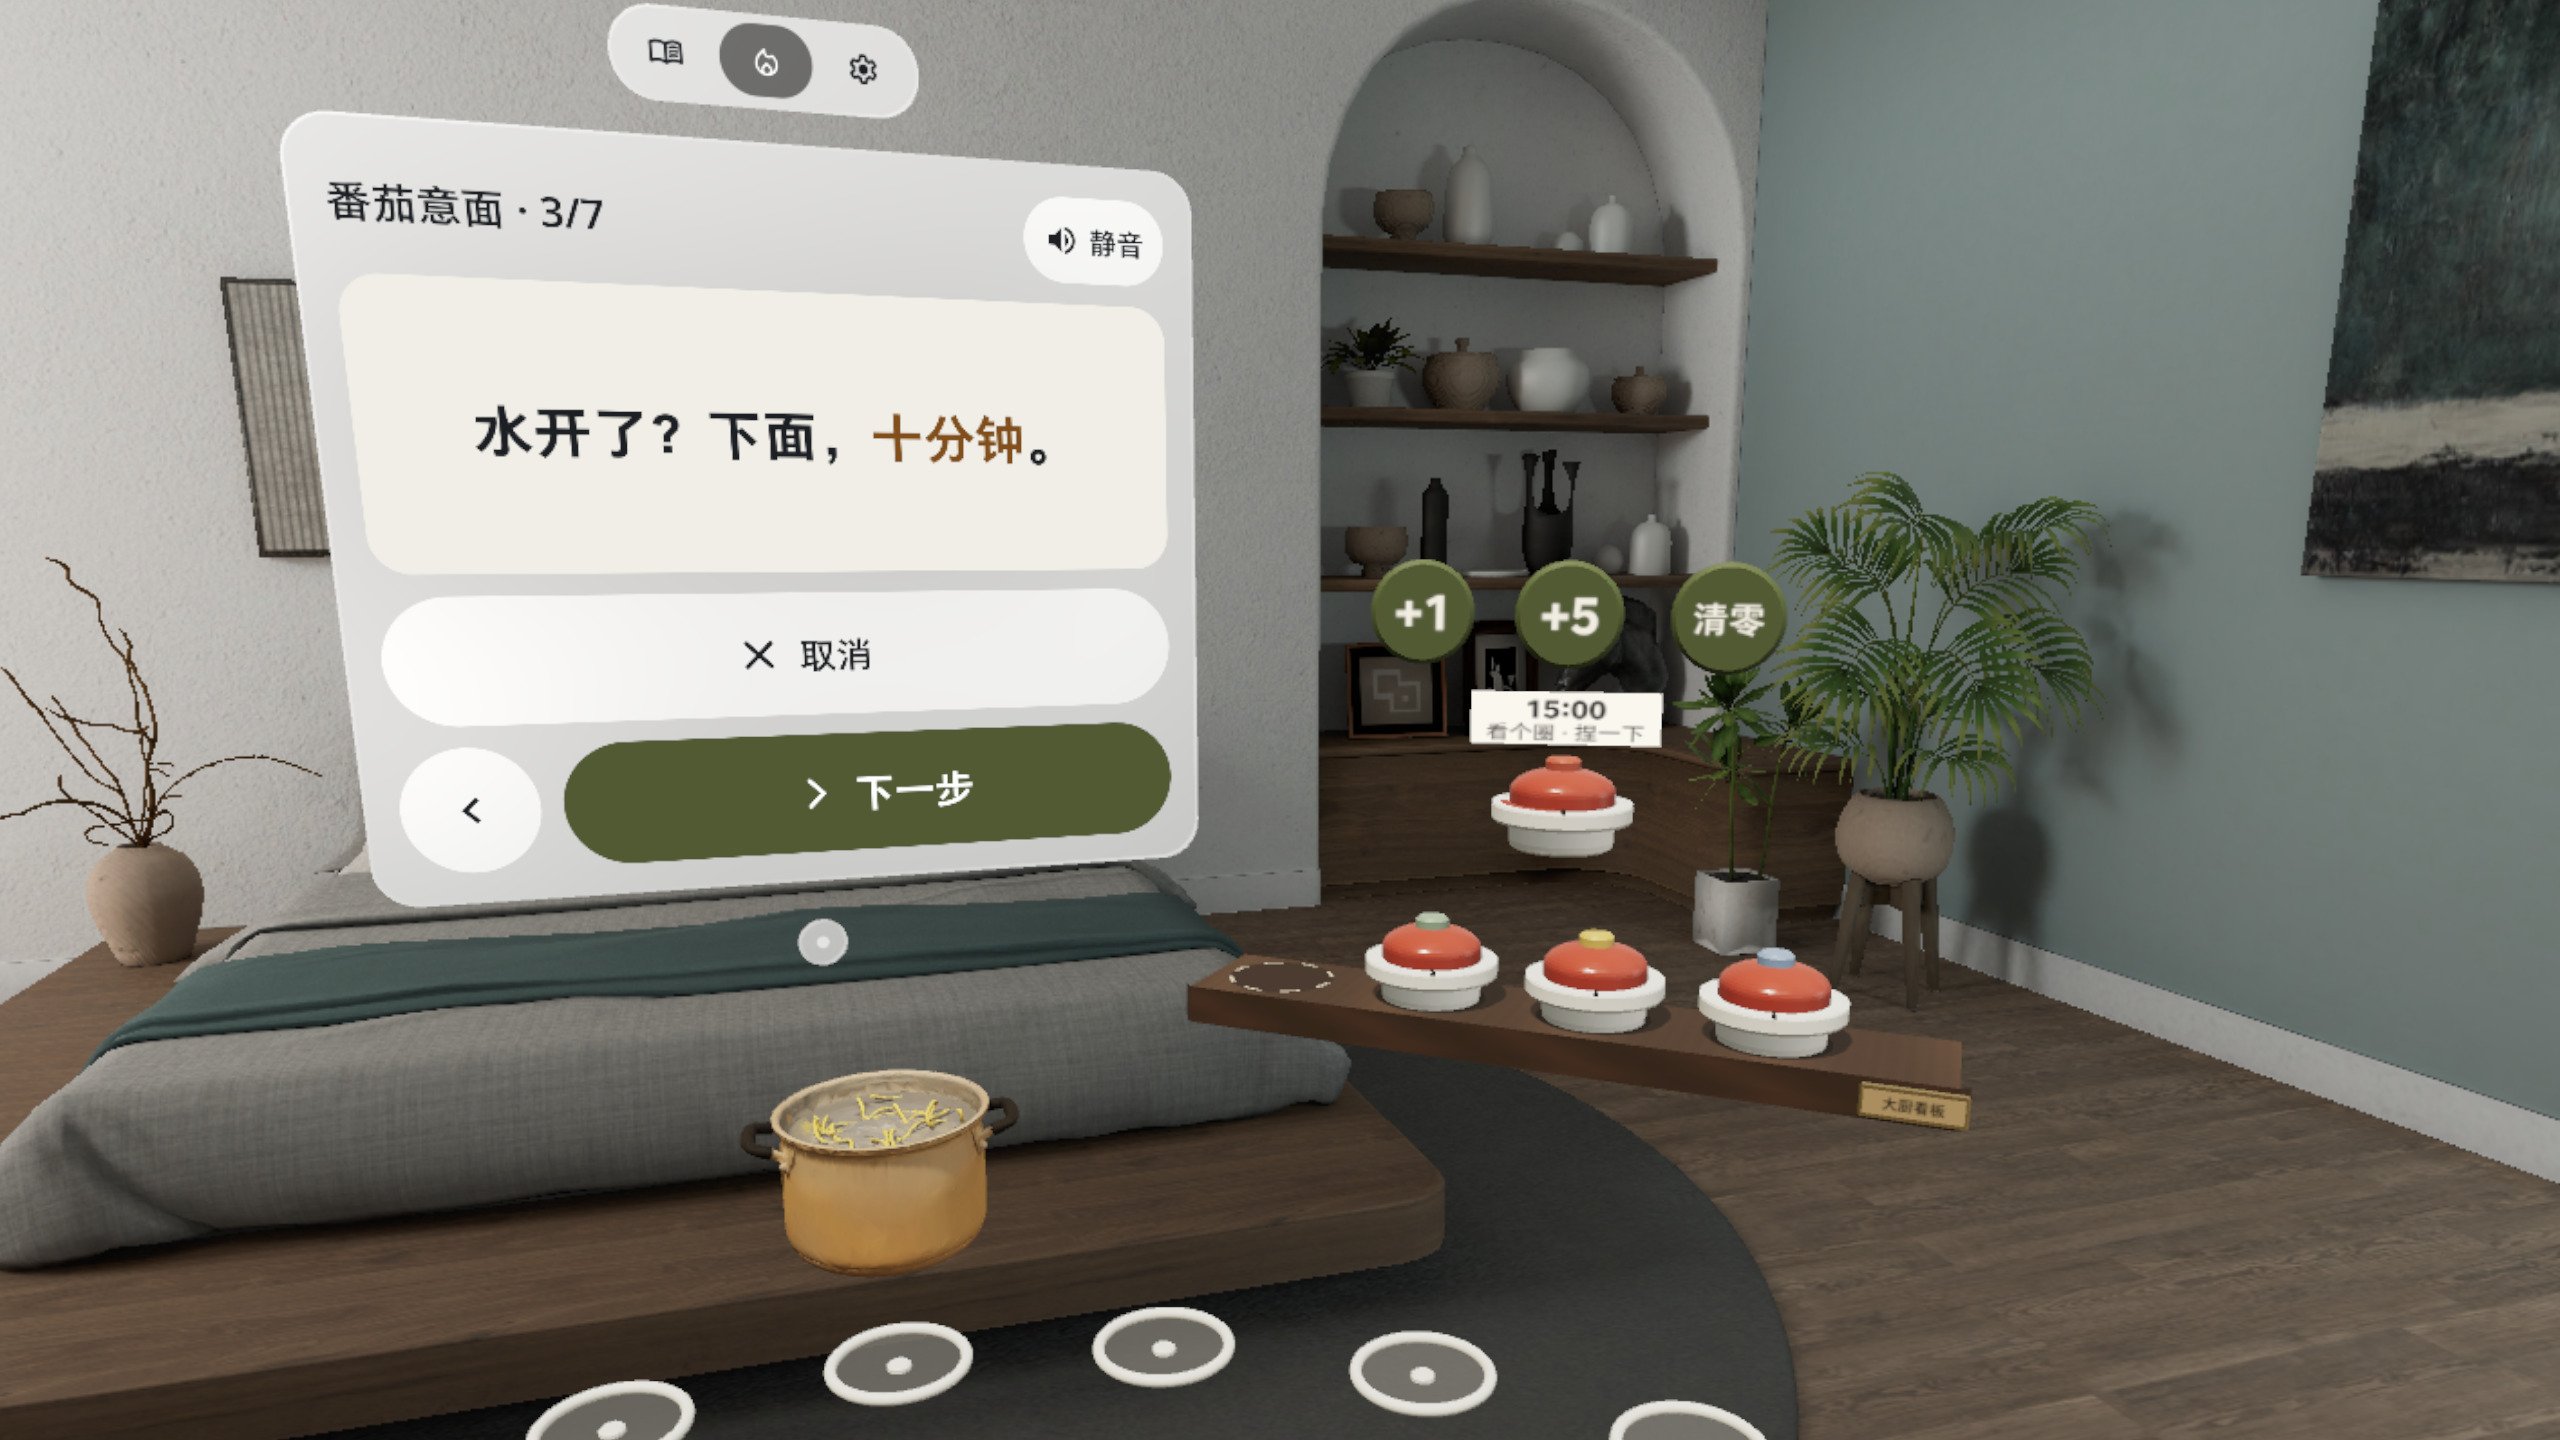 番茄意面 · 3/7
静音
水开了？下面，十分钟。
取消
下一步
+1
+5
清零
15:00
看个圈 · 捏一下
大厨看板